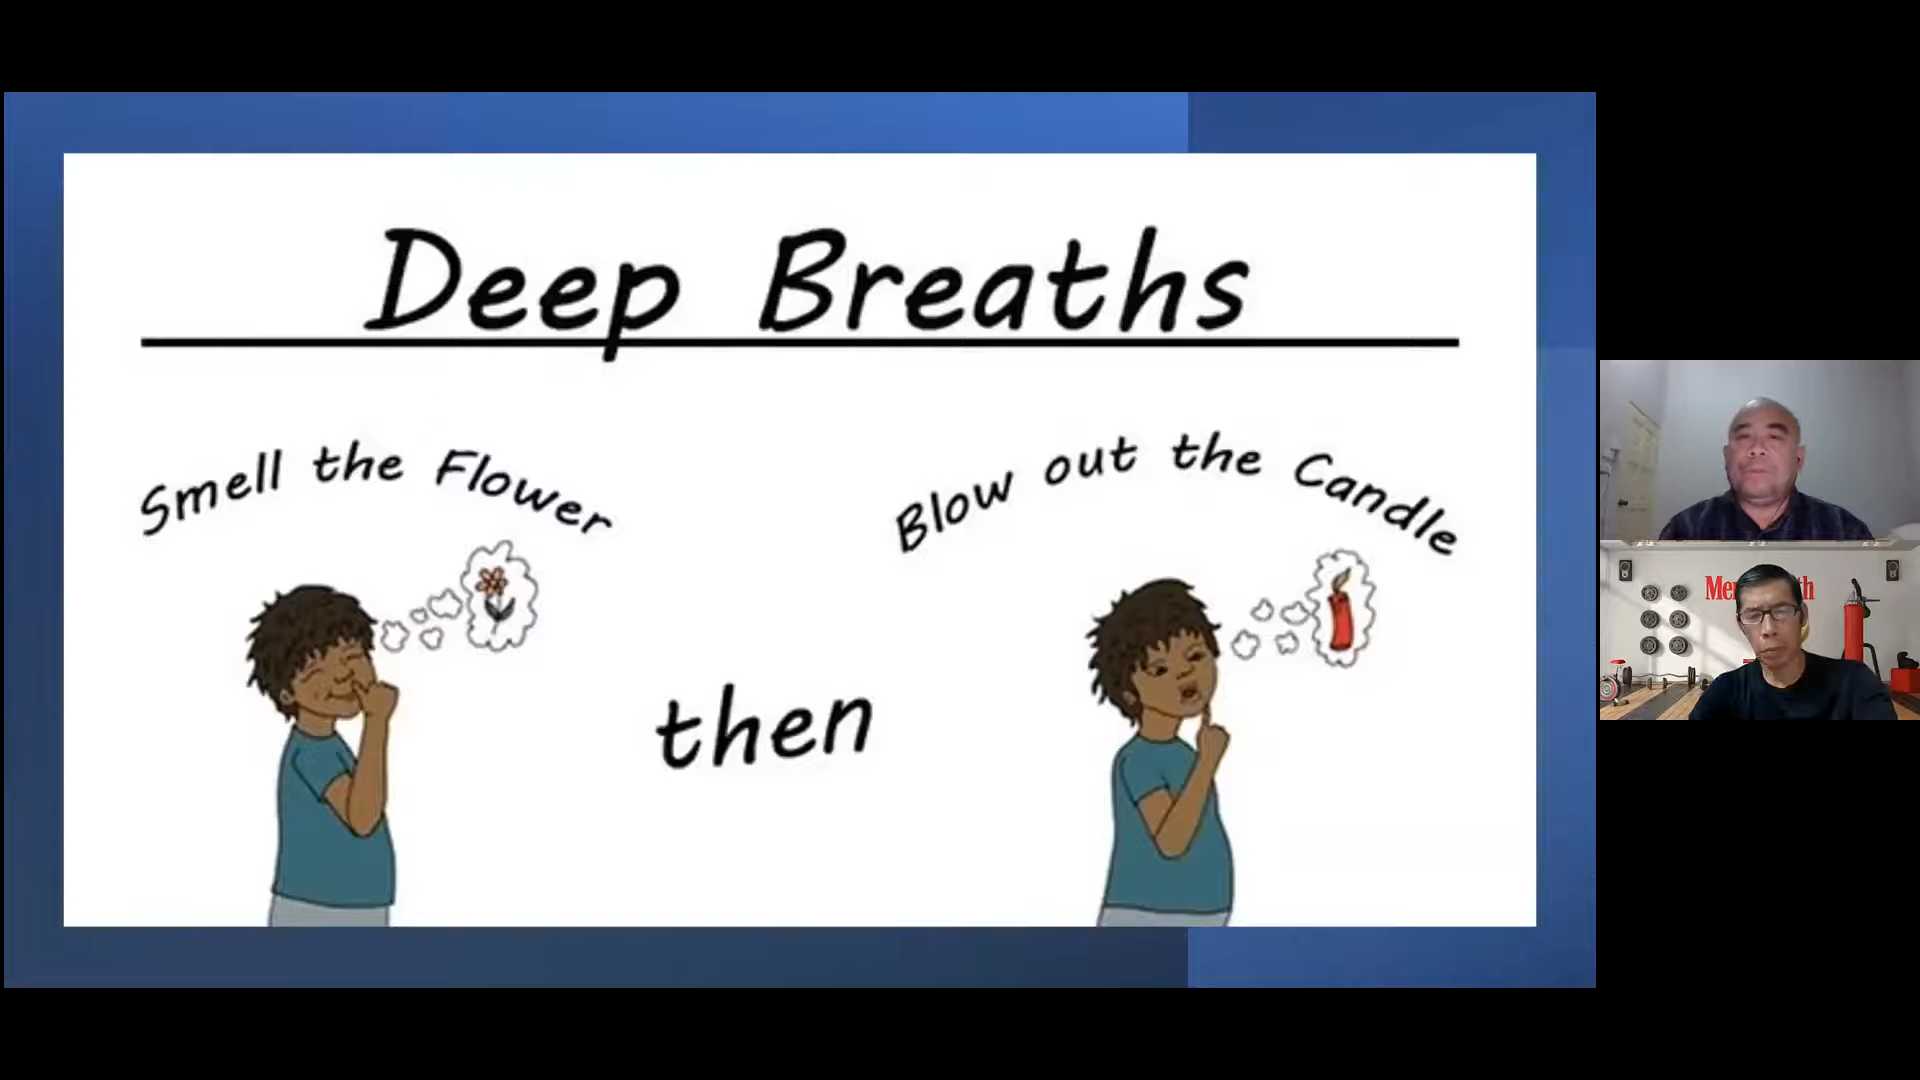 Deep Breaths
Smell the Flower
Blow out the Candle
then